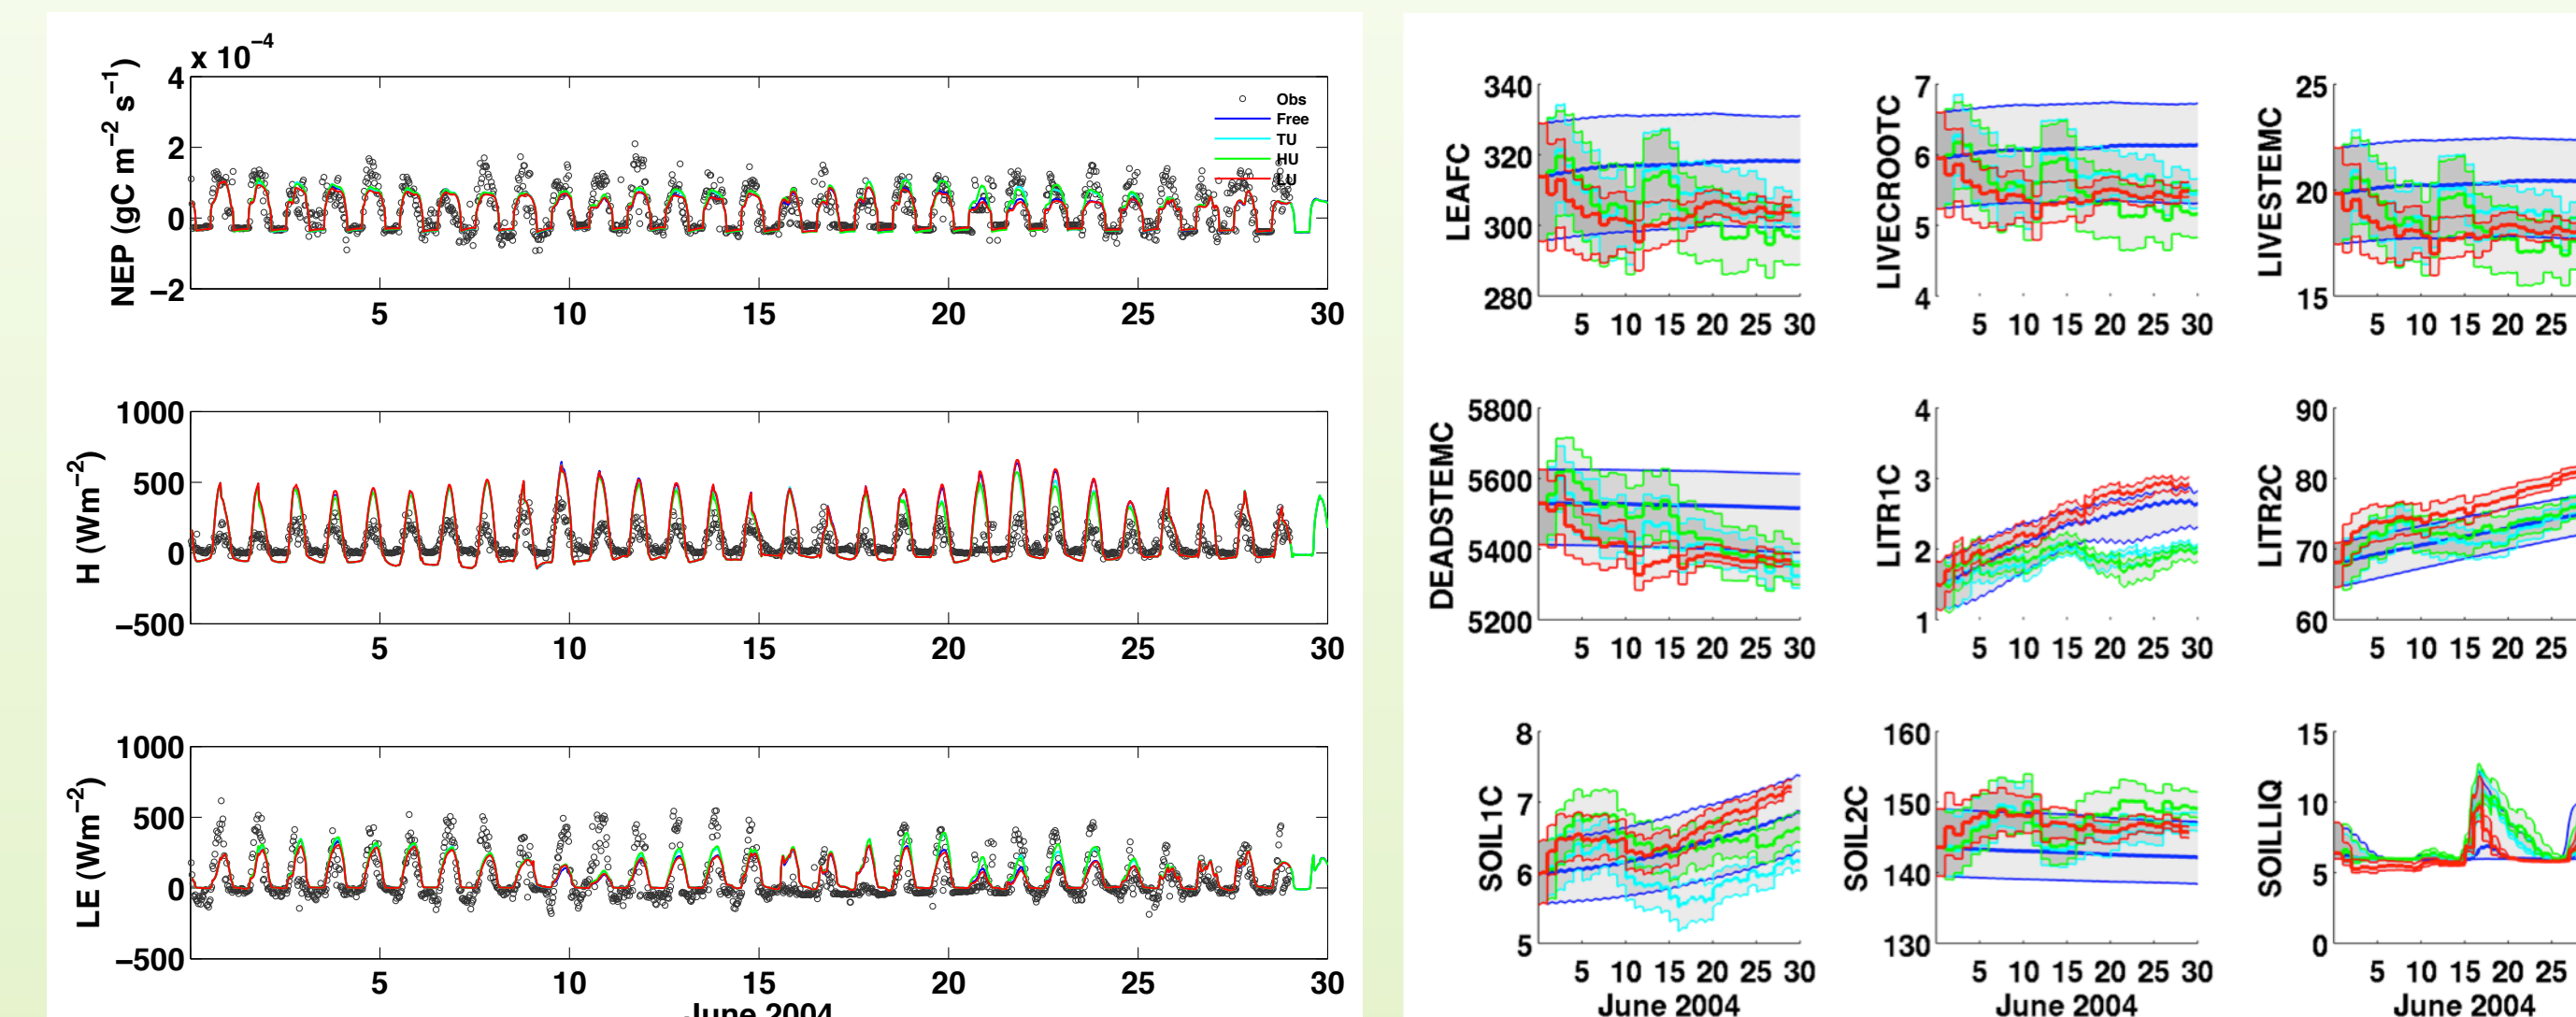 x 10⁻⁴
NEP (gC m⁻² s⁻¹)
4
2
0
−2
5 10 15 20 25 30
Obs
Free
TU
HU
LU
H (Wm⁻²)
1000
500
0
−500
5 10 15 20 25 30
LE (Wm⁻²)
1000
500
0
−500
5 10 15 20 25 30
June 2004
LEAFC
340
320
300
280
5 10 15 20 25 30
LIVECROOTC
7
6
5
4
5 10 15 20 25 30
LIVESTEMC
25
20
15
5 10 15 20 25
DEADSTEMC
5800
5600
5400
5200
5 10 15 20 25 30
LITR1C
4
3
2
1
5 10 15 20 25 30
LITR2C
90
80
70
60
5 10 15 20 25
SOIL1C
8
7
6
5
5 10 15 20 25 30
June 2004
SOIL2C
160
150
140
130
5 10 15 20 25 30
June 2004
SOILLIQ
15
10
5
0
5 10 15 20 25
June 2004